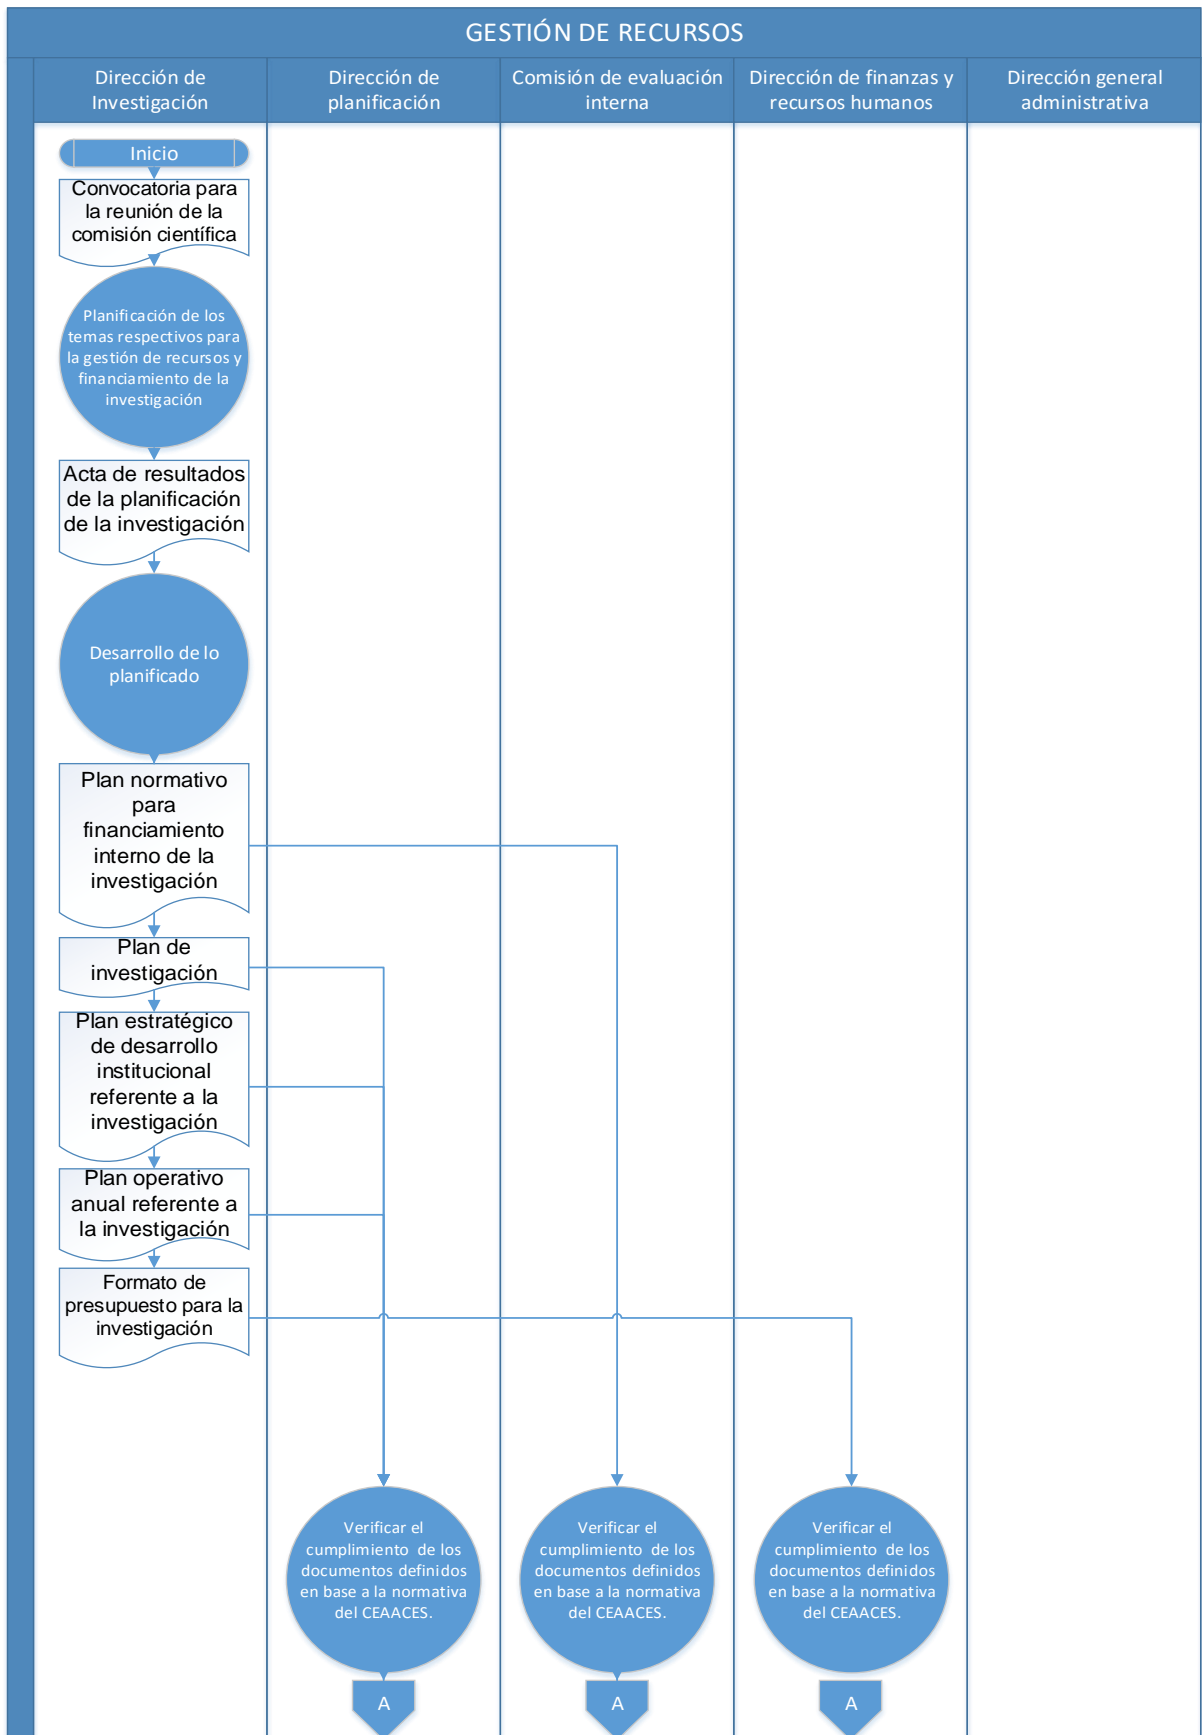 GESTIÓN DE RECURSOS
Dirección de
Investigación
Dirección de
planificación
Comisión de evaluación
interna
Dirección de finanzas y
recursos humanos
Dirección general
administrativa
Inicio
Convocatoria para
la reunión de la
comisión científica
Planificación de los
temas respectivos para
la gestión de recursos y
financiamiento de la
investigación
Acta de resultados
de la planificación
de la investigación
Desarrollo de lo
planificado
Plan normativo
para
financiamiento
interno de la
investigación
Plan de
investigación
Plan estratégico
de desarrollo
institucional
referente a la
investigación
Plan operativo
anual referente a
la investigación
Formato de
presupuesto para la
investigación
Verificar el
cumplimiento de los
documentos definidos
en base a la normativa
del CEAACES.
Verificar el
cumplimiento de los
documentos definidos
en base a la normativa
del CEAACES.
Verificar el
cumplimiento de los
documentos definidos
en base a la normativa
del CEAACES.
A
A
A